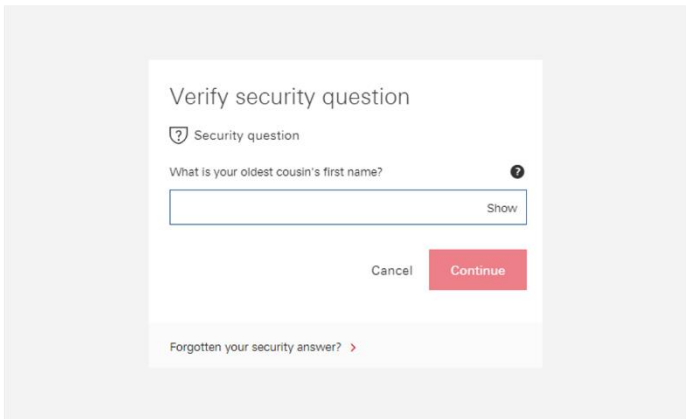 Verify security question
Security question
What is your oldest cousin's first name?
Show
Cancel
Continue
Forgotten your security answer?